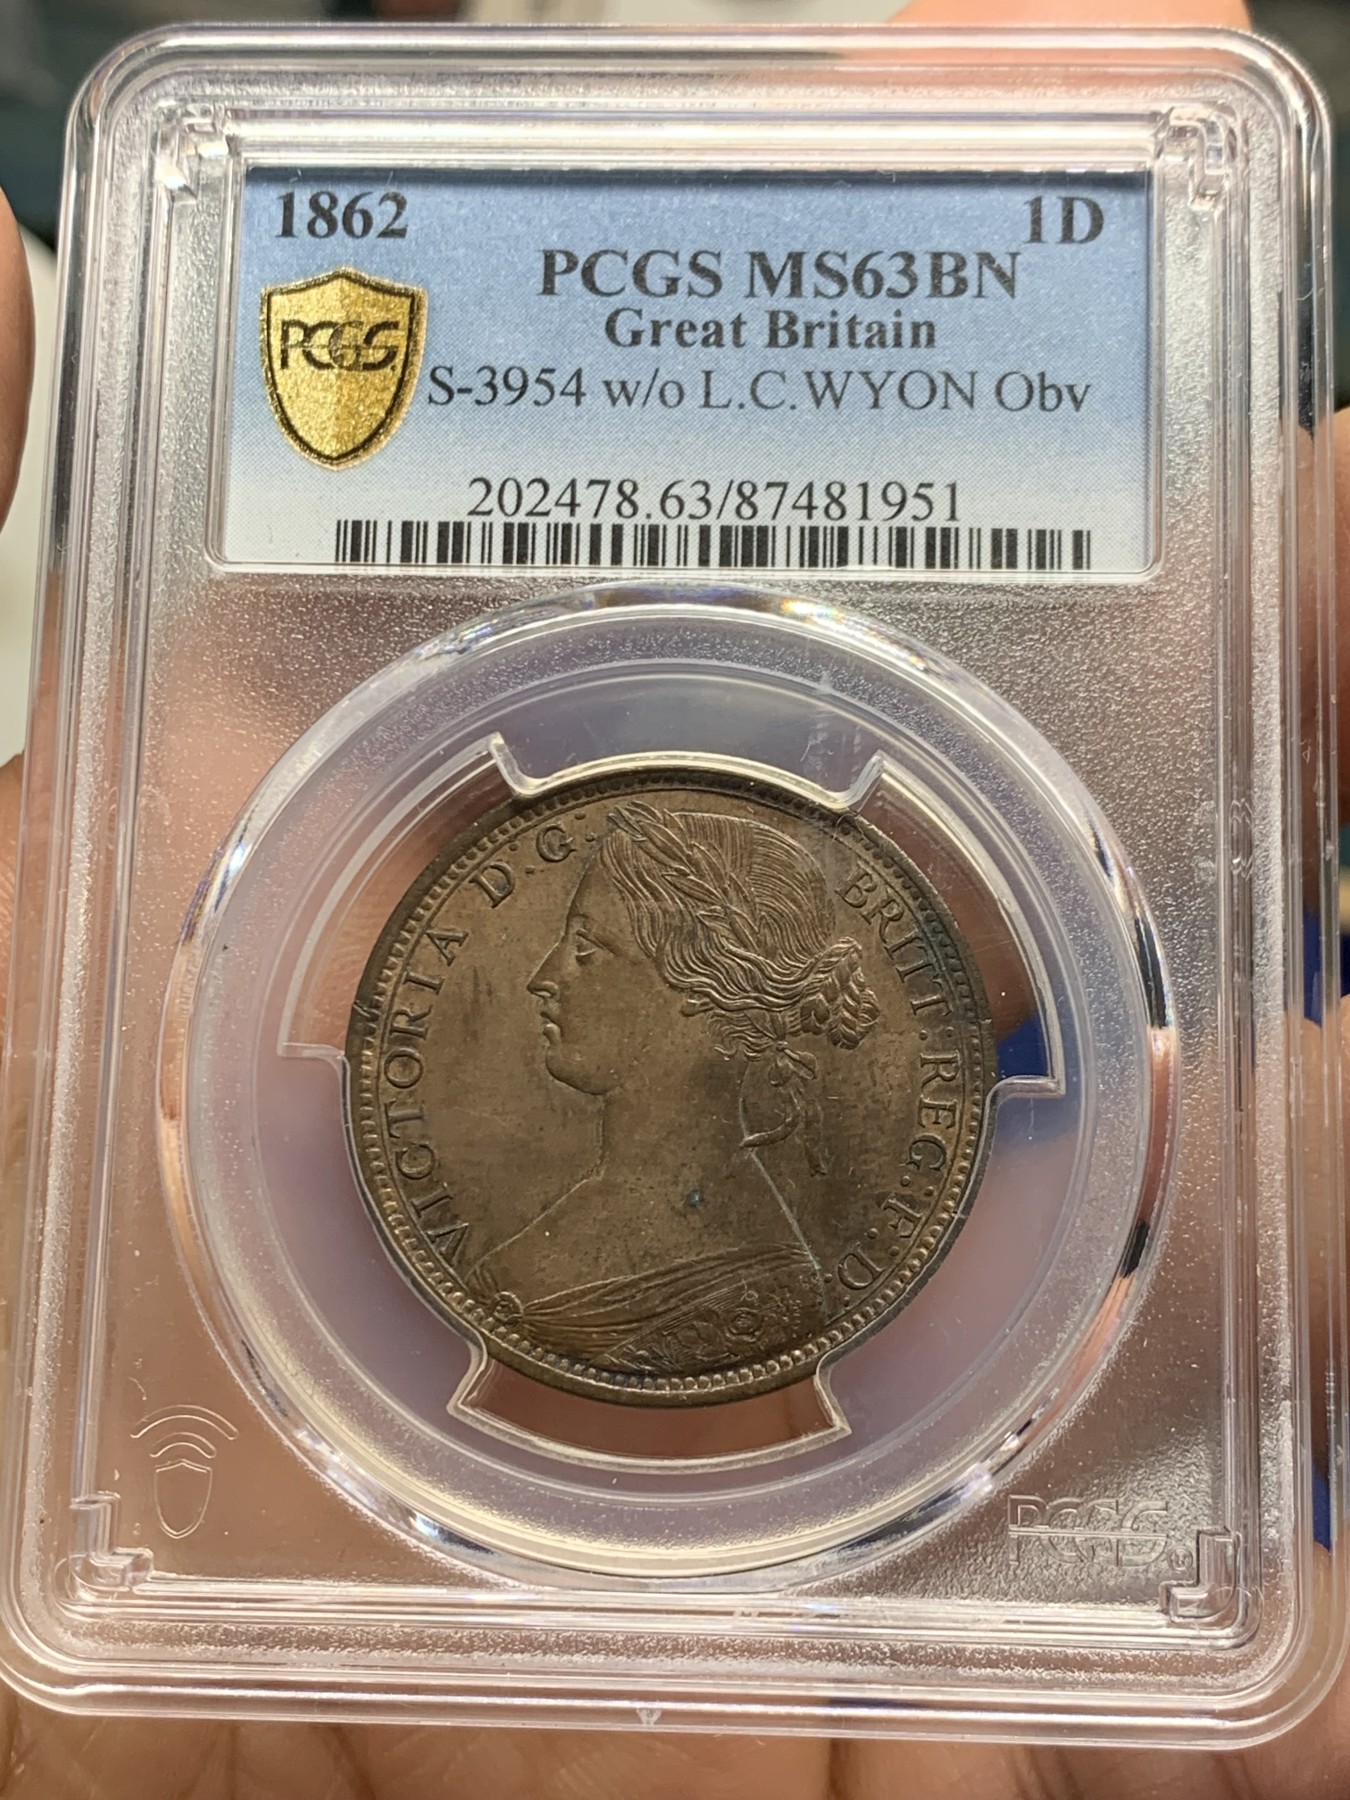 1862 1D
PCGS MS63BN
Great Britain
PCGS
S-3954 w/o L.C.WYON Obv
202478.63/87481951
VICTORIA D:G: BRITT:REG:F:D:
PCGS